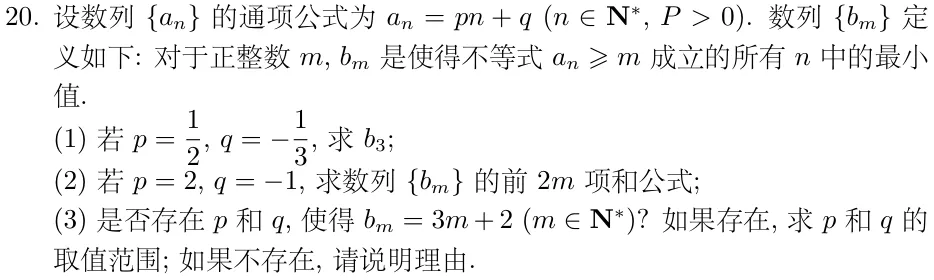 20. 设数列 {aₙ} 的通项公式为 aₙ = pn + q (n ∈ N*, P > 0). 数列 {bₘ} 定
义如下: 对于正整数 m, bₘ 是使得不等式 aₙ ⩾ m 成立的所有 n 中的最小
值.
(1) 若 p = 1/2, q = −1/3, 求 b₃;
(2) 若 p = 2, q = −1, 求数列 {bₘ} 的前 2m 项和公式;
(3) 是否存在 p 和 q, 使得 bₘ = 3m + 2 (m ∈ N*)? 如果存在, 求 p 和 q 的
取值范围; 如果不存在, 请说明理由.